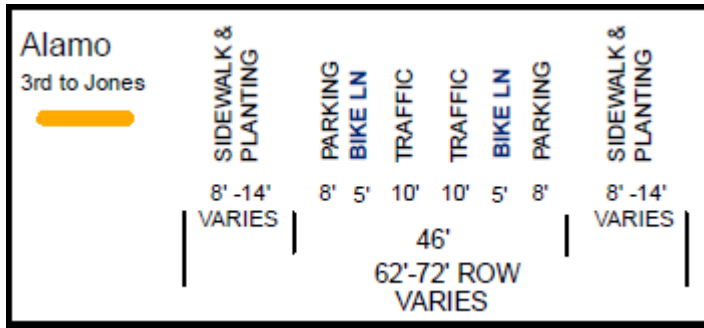 Alamo
3rd to Jones
SIDEWALK &
PLANTING
PARKING
BIKE LN
TRAFFIC
TRAFFIC
BIKE LN
PARKING
SIDEWALK &
PLANTING
8' -14'
VARIES
8' 5' 10' 10' 5' 8'
8' -14'
VARIES
46'
62'-72' ROW
VARIES